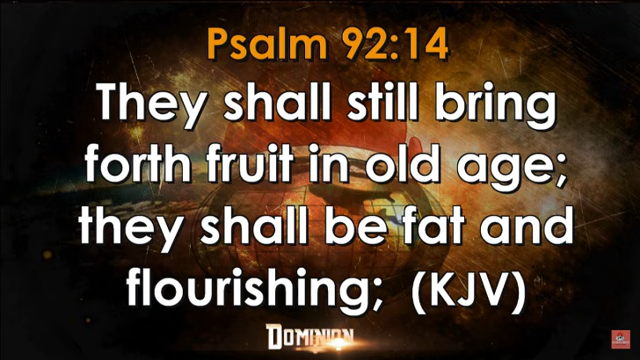 Psalm 92:14
They shall still bring
forth fruit in old age;
they shall be fat and
flourishing; (KJV)
DOMINION